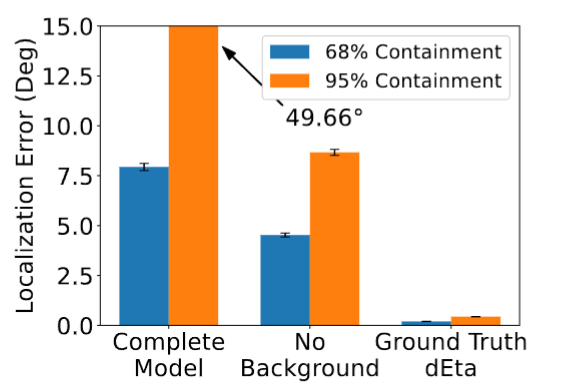 Localization Error (Deg)
15.0
12.5
10.0
7.5
5.0
2.5
0.0
68% Containment
95% Containment
49.66°
Complete
Model
No
Background
Ground Truth
dEta